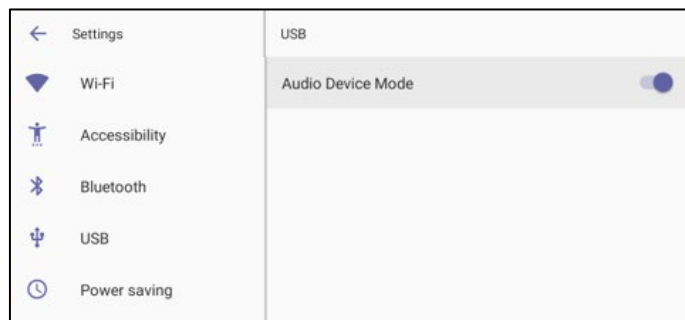 Settings
Wi-Fi
Accessibility
Bluetooth
USB
Power saving
USB
Audio Device Mode